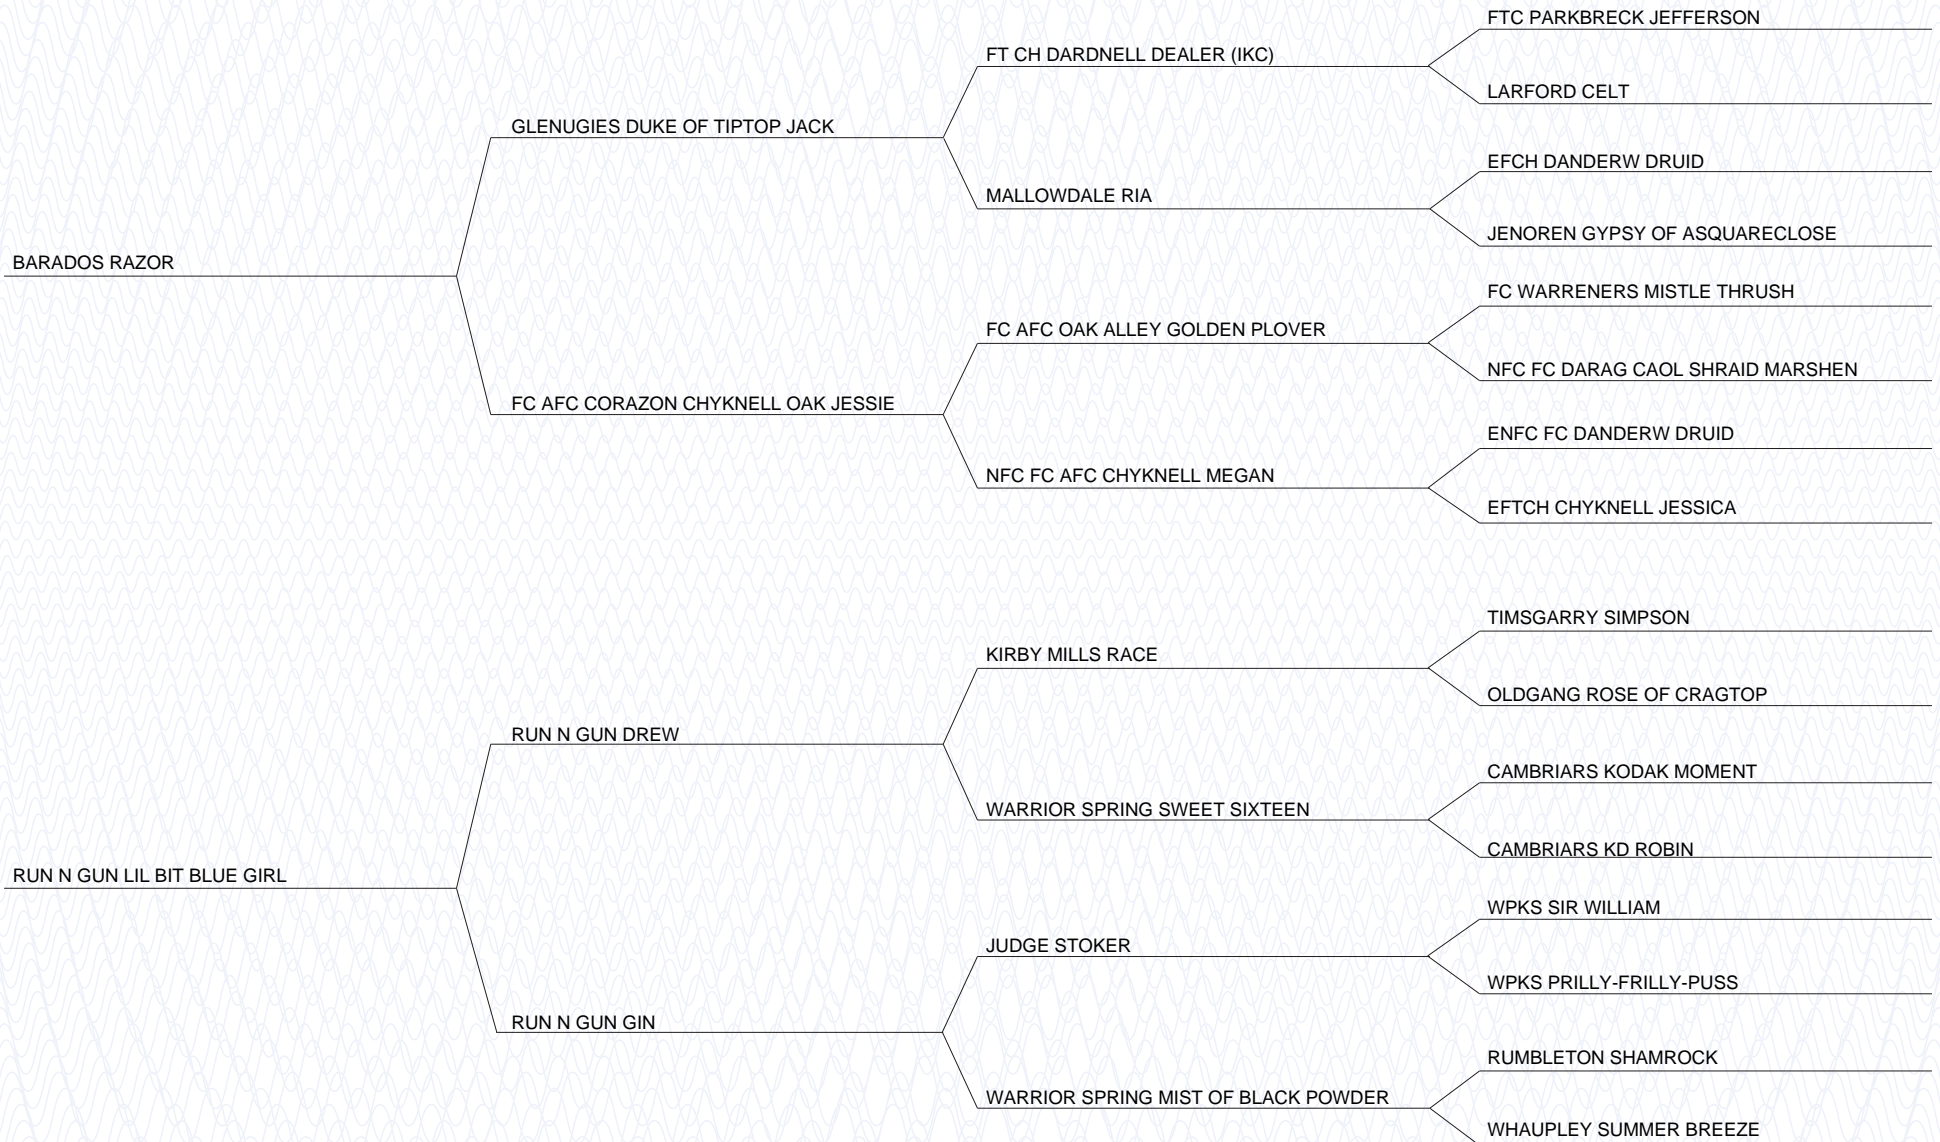 FTC PARKBRECK JEFFERSON
FT CH DARDNELL DEALER (IKC)
LARFORD CELT
GLENUGIES DUKE OF TIPTOP JACK
EFCH DANDERW DRUID
MALLOWDALE RIA
JENOREN GYPSY OF ASQUARECLOSE
BARADOS RAZOR
FC WARRENERS MISTLE THRUSH
FC AFC OAK ALLEY GOLDEN PLOVER
NFC FC DARAG CAOL SHRAID MARSHEN
FC AFC CORAZON CHYKNELL OAK JESSIE
ENFC FC DANDERW DRUID
NFC FC AFC CHYKNELL MEGAN
EFTCH CHYKNELL JESSICA
TIMSGARRY SIMPSON
KIRBY MILLS RACE
OLDGANG ROSE OF CRAGTOP
RUN N GUN DREW
CAMBRIARS KODAK MOMENT
WARRIOR SPRING SWEET SIXTEEN
CAMBRIARS KD ROBIN
RUN N GUN LIL BIT BLUE GIRL
WPKS SIR WILLIAM
JUDGE STOKER
WPKS PRILLY-FRILLY-PUSS
RUN N GUN GIN
RUMBLETON SHAMROCK
WARRIOR SPRING MIST OF BLACK POWDER
WHAUPLEY SUMMER BREEZE